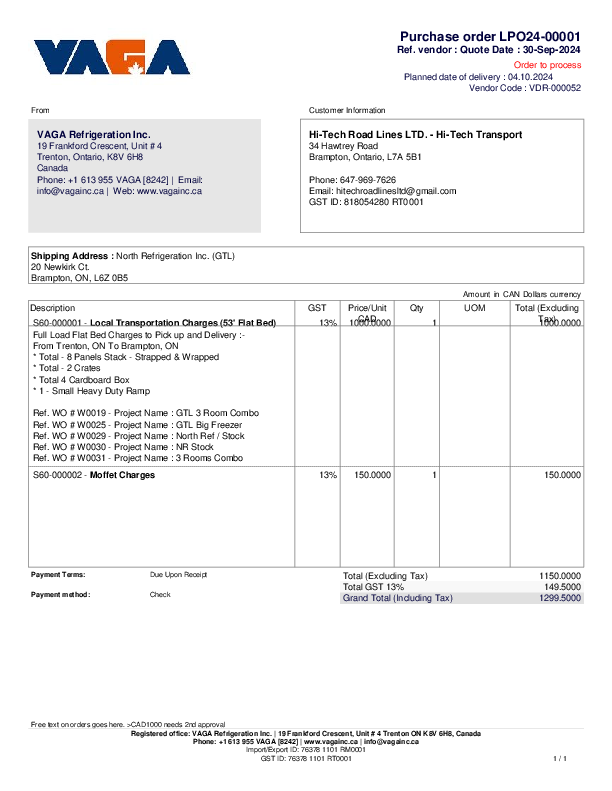 VAGA
Purchase order LPO24-00001
Ref. vendor : Quote Date : 30-Sep-2024
Order to process
Planned date of delivery : 04.10.2024
Vendor Code : VDR-000052
From
VAGA Refrigeration Inc.
19 Frankford Crescent, Unit # 4
Trenton, Ontario, K8V 6H8
Canada
Phone: +1 613 955 VAGA [8242] | Email:
info@vagainc.ca | Web: www.vagainc.ca
Customer Information
Hi-Tech Road Lines LTD. - Hi-Tech Transport
34 Hawtrey Road
Brampton, Ontario, L7A 5B1
Phone: 647-969-7626
Email: hitechroadlinesltd@gmail.com
GST ID: 818054280 RT0001
Shipping Address : North Refrigeration Inc. (GTL)
20 Newkirk Ct.
Brampton, ON, L6Z 0B5
Amount in CAN Dollars currency
Description GST Price/Unit CAD Qty UOM Total (Excluding Tax)
S60-000001 - Local Transportation Charges (53' Flat Bed) 13% 1000.0000 1 1000.0000
Full Load Flat Bed Charges to Pick up and Delivery :-
From Trenton, ON To Brampton, ON
* Total - 8 Panels Stack - Strapped & Wrapped
* Total - 2 Crates
* Total 4 Cardboard Box
* 1 - Small Heavy Duty Ramp
Ref. WO # W0019 - Project Name : GTL 3 Room Combo
Ref. WO # W0025 - Project Name : GTL Big Freezer
Ref. WO # W0029 - Project Name : North Ref / Stock
Ref. WO # W0030 - Project Name : NR Stock
Ref. WO # W0031 - Project Name : 3 Rooms Combo
S60-000002 - Moffet Charges 13% 150.0000 1 150.0000
Payment Terms: Due Upon Receipt
Payment method: Check
Total (Excluding Tax) 1150.0000
Total GST 13% 149.5000
Grand Total (Including Tax) 1299.5000
Free text on orders goes here. >CAD1000 needs 2nd approval
Registered office: VAGA Refrigeration Inc. | 19 Frankford Crescent, Unit # 4 Trenton ON K8V 6H8, Canada
Phone: +1 613 955 VAGA [8242] | www.vagainc.ca | info@vagainc.ca
Import/Export ID: 76378 1101 RM0001
GST ID: 76378 1101 RT0001
1 / 1